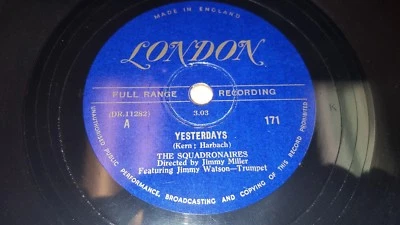 MADE IN ENGLAND
LONDON
FULL RANGE RECORDING
(DR.11282)
3.03
A
171
YESTERDAYS
(Kern; Harbach)
THE SQUADRONAIRES
Directed by Jimmy Miller
Featuring Jimmy Watson—Trumpet
UNAUTHORISED PUBLIC PERFORMANCE, BROADCASTING AND COPYING OF THIS RECORD PROHIBITED